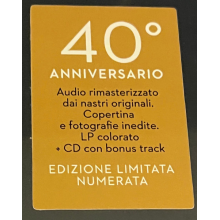 40°
ANNIVERSARIO
Audio rimasterizzato
dai nastri originali.
Copertina
e fotografie inedite.
LP colorato
+ CD con bonus track
EDIZIONE LIMITATA
NUMERATA